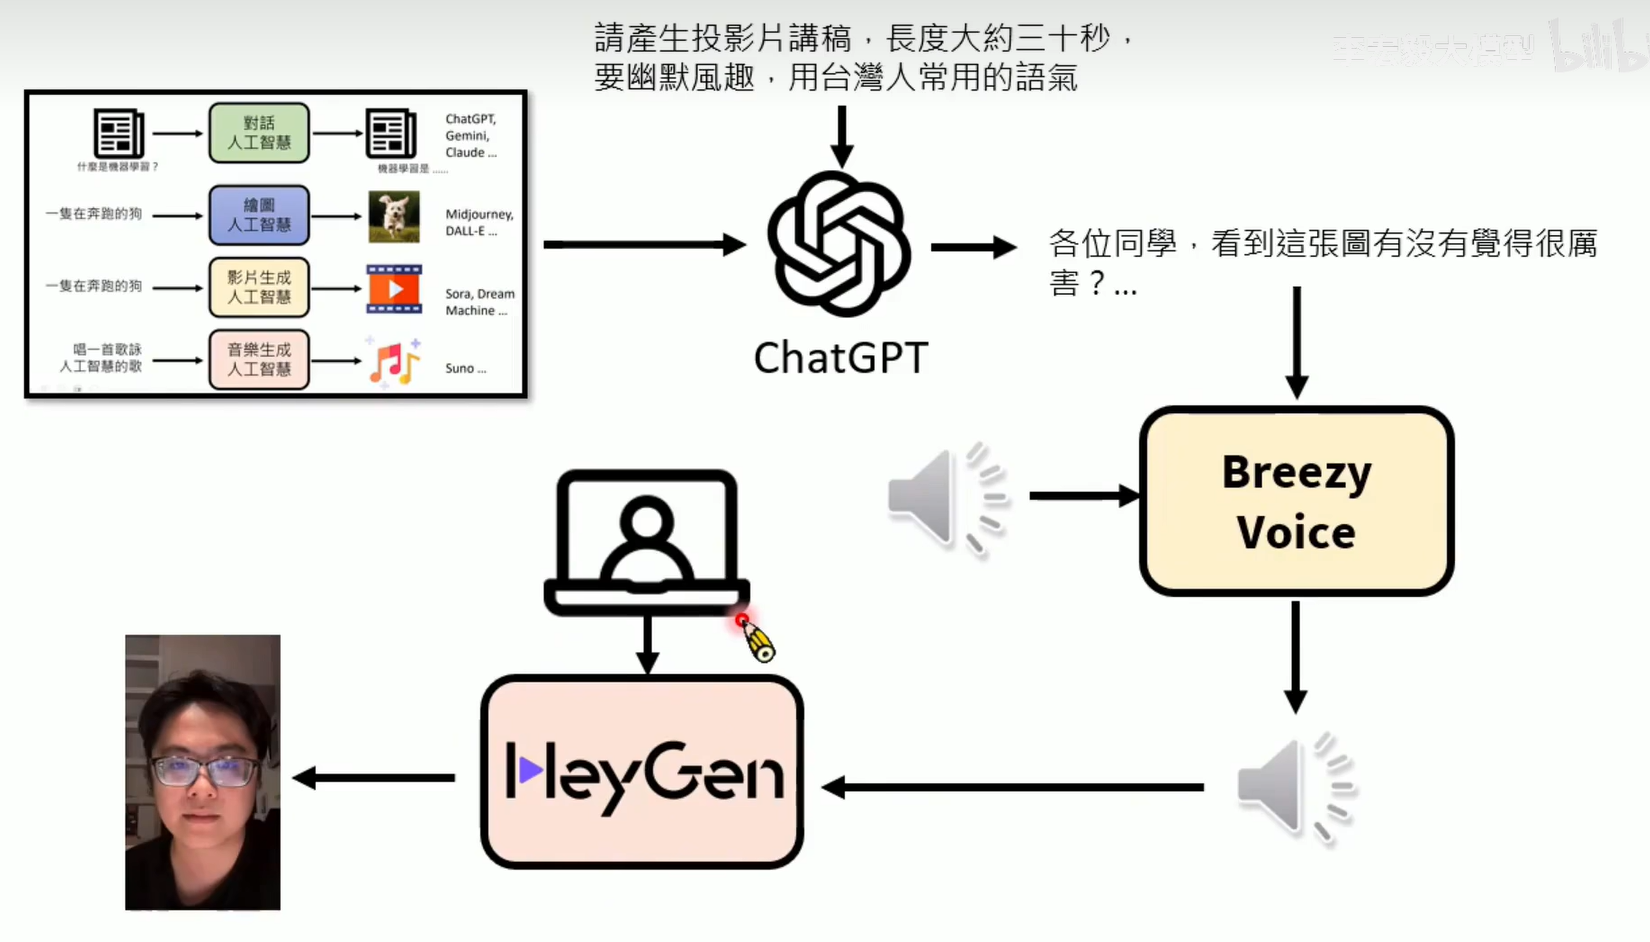 請產生投影片講稿，長度大約三十秒，
要幽默風趣，用台灣人常用的語氣
對話
人工智慧
什麼是機器學習？
機器學習是 ......
ChatGPT,
Gemini,
Claude ...
一隻在奔跑的狗
繪圖
人工智慧
Midjourney,
DALL-E ...
一隻在奔跑的狗
影片生成
人工智慧
Sora, Dream
Machine ...
唱一首歌詠
人工智慧的歌
音樂生成
人工智慧
Suno ...
ChatGPT
各位同學，看到這張圖有沒有覺得很厲
害？...
Breezy
Voice
HeyGen